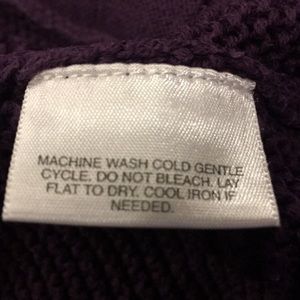 MACHINE WASH COLD GENTLE
CYCLE. DO NOT BLEACH. LAY
FLAT TO DRY. COOL IRON IF
NEEDED.